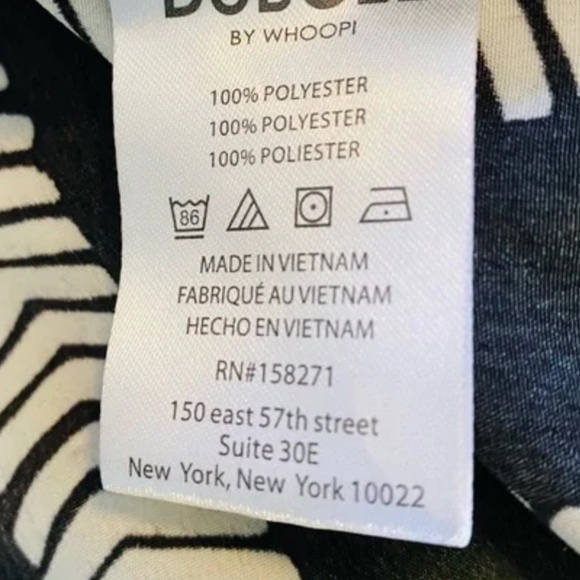 BY WHOOPI
100% POLYESTER
100% POLYESTER
100% POLIESTER
86
MADE IN VIETNAM
FABRIQUÉ AU VIETNAM
HECHO EN VIETNAM
RN#158271
150 east 57th street
Suite 30E
New York, New York 10022